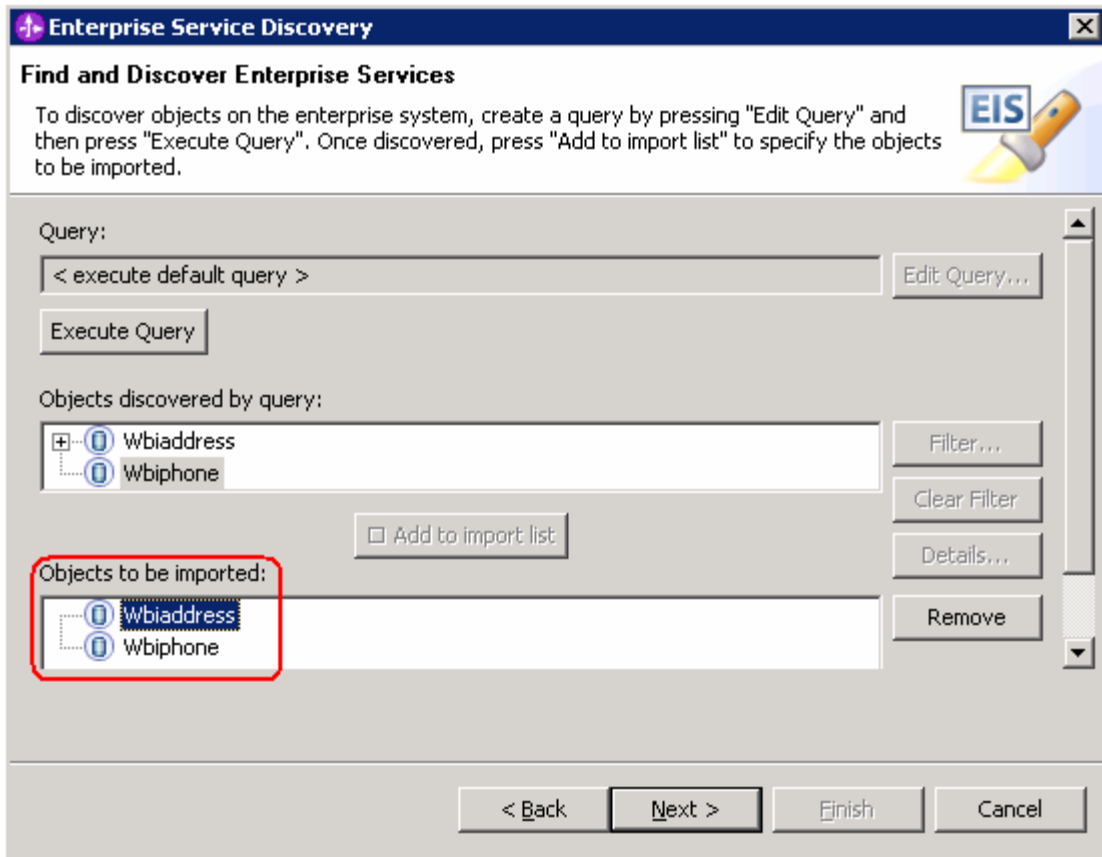 Enterprise Service Discovery
Find and Discover Enterprise Services
To discover objects on the enterprise system, create a query by pressing "Edit Query" and
then press "Execute Query". Once discovered, press "Add to import list" to specify the objects
to be imported.
EIS
Query:
< execute default query >
Edit Query...
Execute Query
Objects discovered by query:
Wbiaddress
Wbiphone
Filter...
Clear Filter
Add to import list
Details...
Objects to be imported:
Wbiaddress
Wbiphone
Remove
< Back
Next >
Finish
Cancel